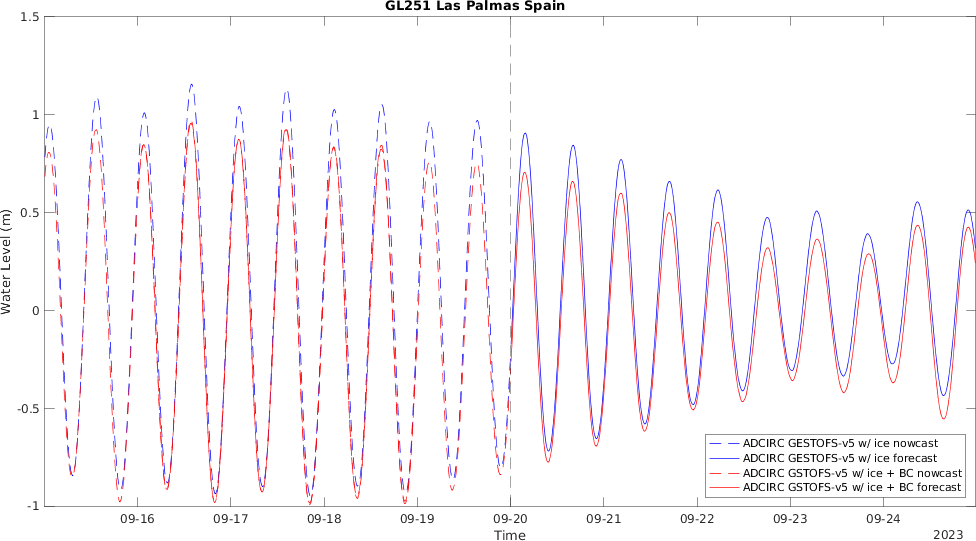 GL251 Las Palmas Spain
1.5
1
0.5
0
-0.5
-1
Water Level (m)
09-16
09-17
09-18
09-19
09-20
09-21
09-22
09-23
09-24
Time
2023
ADCIRC GESTOFS-v5 w/ ice nowcast
ADCIRC GESTOFS-v5 w/ ice forecast
ADCIRC GSTOFS-v5 w/ ice + BC nowcast
ADCIRC GESTOFS-v5 w/ ice + BC forecast